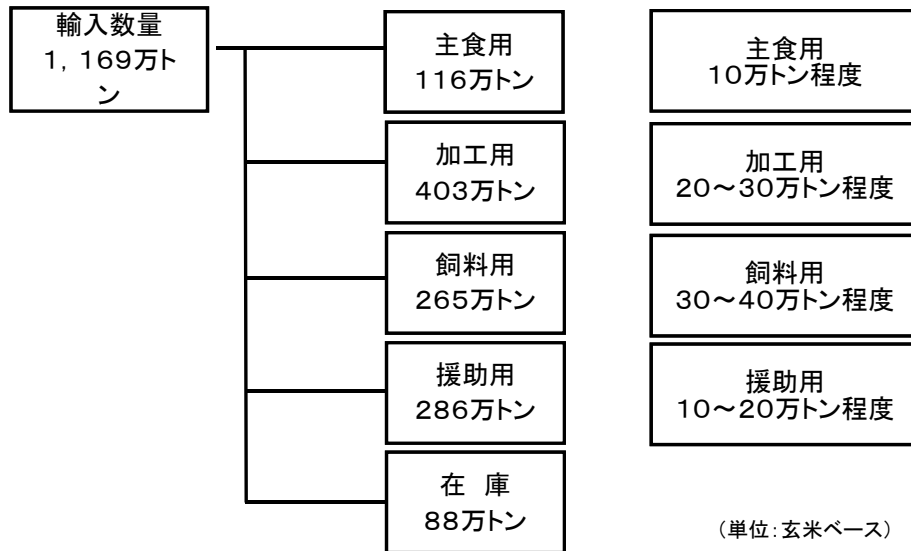 輸入数量
1，169万ト
ン
主食用
116万トン
加工用
403万トン
飼料用
265万トン
援助用
286万トン
在　庫
88万トン
主食用
10万トン程度
加工用
20～30万トン程度
飼料用
30～40万トン程度
援助用
10～20万トン程度
（単位：玄米ベース）